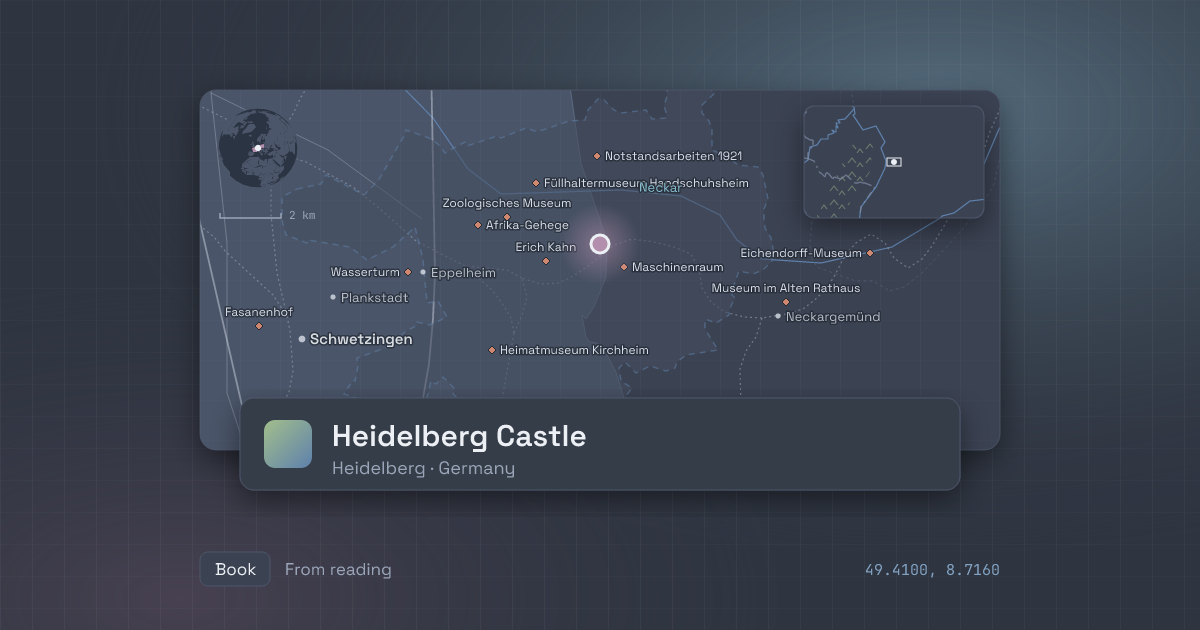 Notstandsarbeiten 1921
Füllhaltermuseum Handschuhsheim
Neckar
Zoologisches Museum
Afrika-Gehege
2 km
Erich Kahn
Eichendorff-Museum
Maschinenraum
Wasserturm
Eppelheim
Museum im Alten Rathaus
Plankstadt
Fasanenhof
Neckargemünd
Schwetzingen
Heimatmuseum Kirchheim
Heidelberg Castle
Heidelberg · Germany
Book
From reading
49.4100, 8.7160